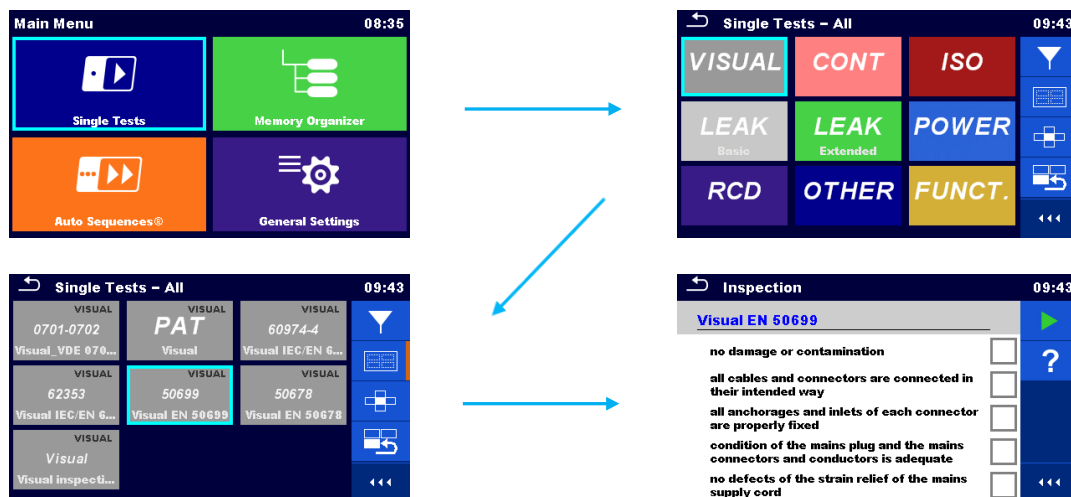 Main Menu 08:35
Single Tests
Memory Organizer
Auto Sequences®
General Settings
Single Tests – All 09:43
VISUAL
CONT
ISO
LEAK
Basic
LEAK
Extended
POWER
RCD
OTHER
FUNCT.
Single Tests – All 09:43
VISUAL
0701-0702
Visual_VDE 070...
VISUAL
PAT
Visual
VISUAL
60974-4
Visual IEC/EN 6...
VISUAL
62353
Visual IEC/EN 6...
VISUAL
50699
Visual EN 50699
VISUAL
50678
Visual EN 50678
VISUAL
Visual
Visual inspecti...
Inspection 09:43
Visual EN 50699
no damage or contamination
all cables and connectors are connected in
their intended way
all anchorages and inlets of each connector
are properly fixed
condition of the mains plug and the mains
connectors and conductors is adequate
no defects of the strain relief of the mains
supply cord
?